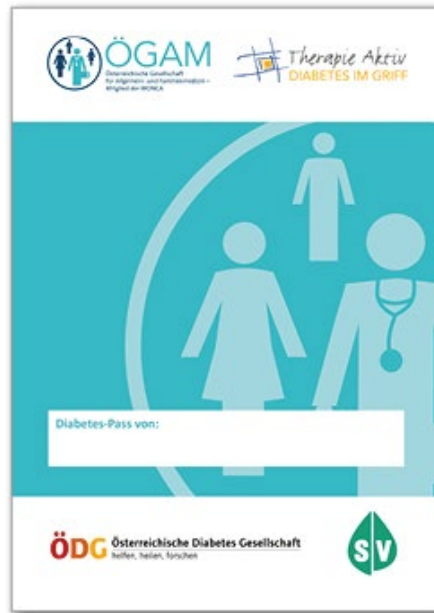 ÖGAM
Österreichische Gesellschaft
für Allgemein- und Familienmedizin –
Mitglied der WONCA
Therapie Aktiv
DIABETES IM GRIFF
Diabetes-Pass von:
ÖDG Österreichische Diabetes Gesellschaft
helfen, heilen, forschen
SV